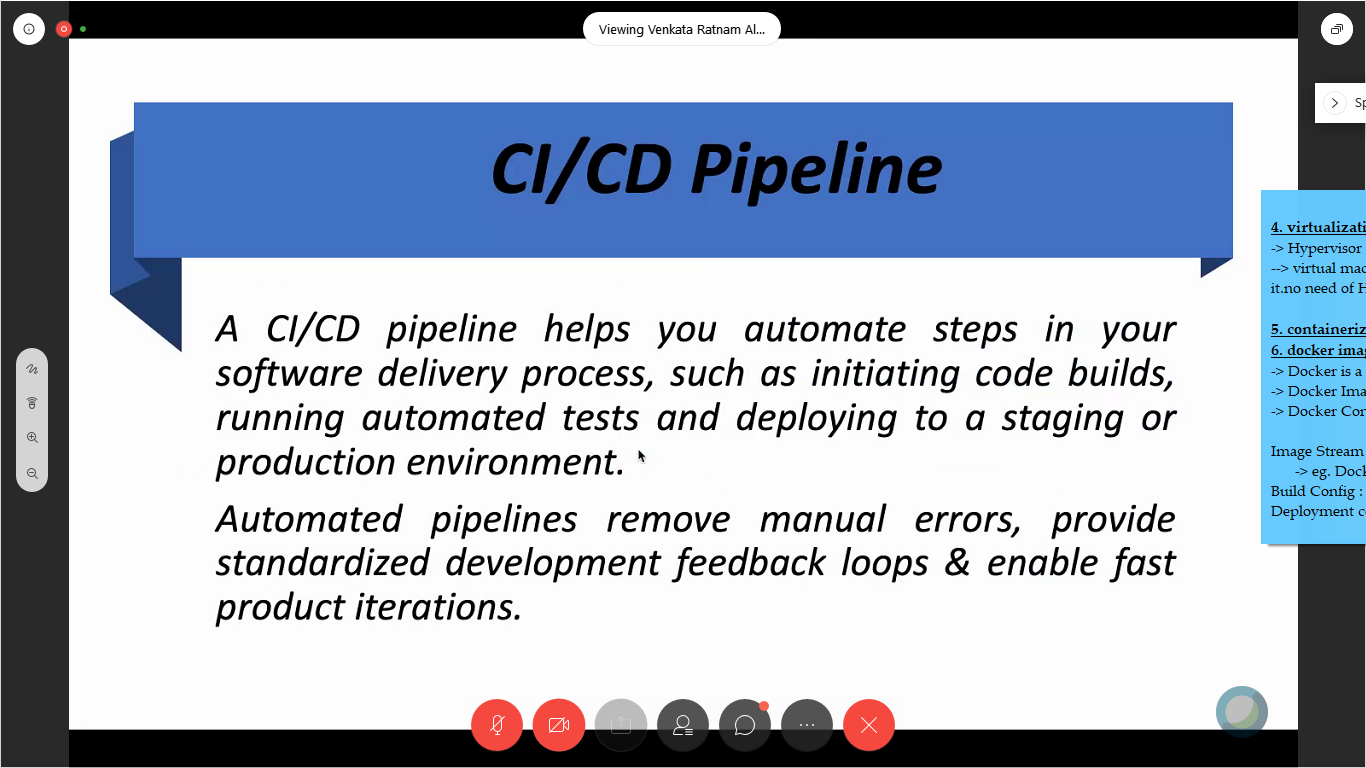 Viewing Venkata Ratnam Al...
CI/CD Pipeline
A CI/CD pipeline helps you automate steps in your
software delivery process, such as initiating code builds,
running automated tests and deploying to a staging or
production environment.
Automated pipelines remove manual errors, provide
standardized development feedback loops & enable fast
product iterations.
Sp
4. virtualizati
-> Hypervisor
--> virtual mac
it.no need of H
5. containeriz
6. docker imag
-> Docker is a
-> Docker Ima
-> Docker Con
Image Stream
-> eg. Dock
Build Config :
Deployment co